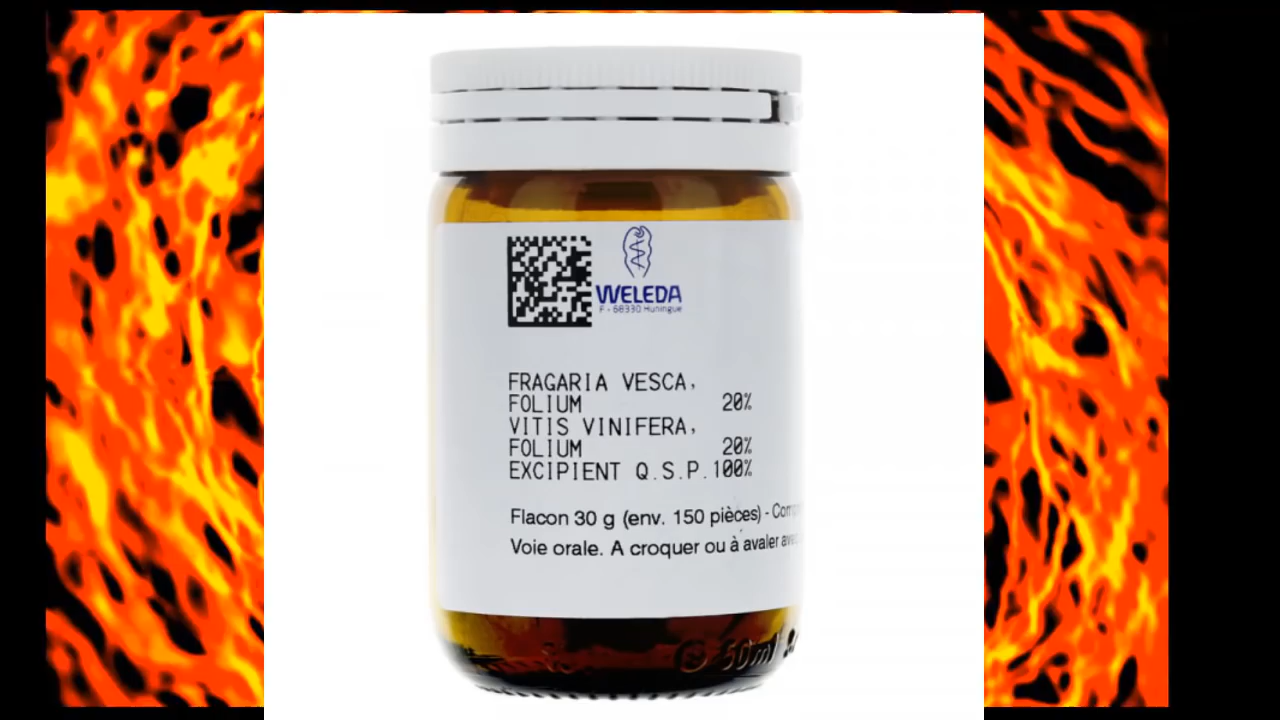 WELEDA
F - 68330 Huningue
FRAGARIA VESCA,
FOLIUM 20%
VITIS VINIFERA,
FOLIUM 20%
EXCIPIENT Q.S.P.100%
Flacon 30 g (env. 150 pièces) -
Voie orale. A croquer ou à avaler
50ml